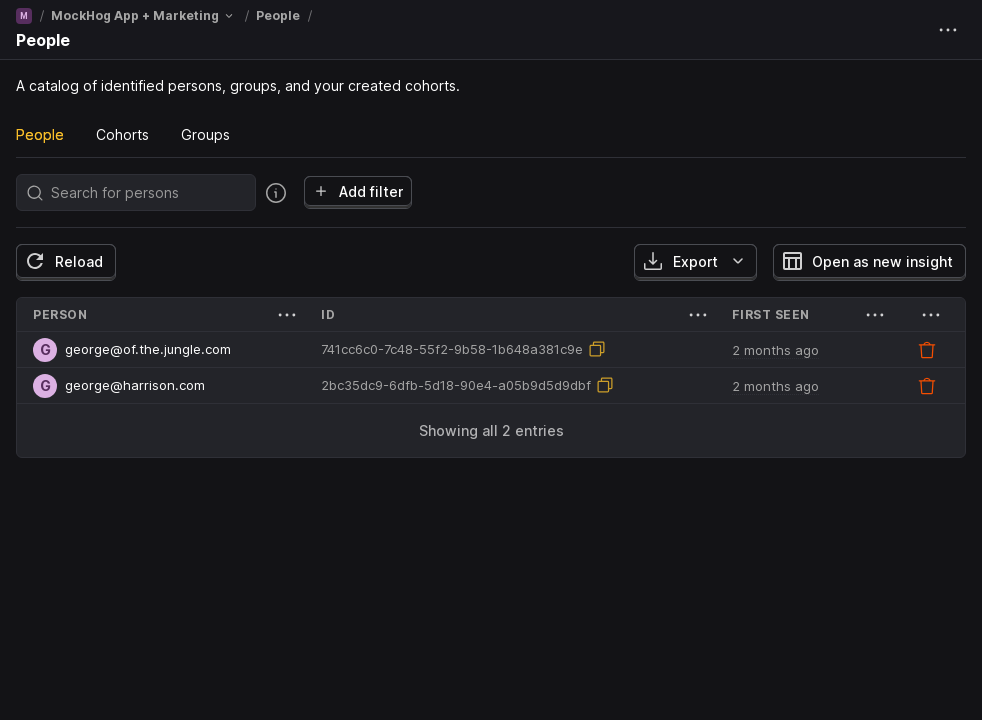 M / MockHog App + Marketing / People /
People
A catalog of identified persons, groups, and your created cohorts.
People Cohorts Groups
Search for persons Add filter
Reload Export Open as new insight
PERSON ID FIRST SEEN
G george@of.the.jungle.com 741cc6c0-7c48-55f2-9b58-1b648a381c9e 2 months ago
G george@harrison.com 2bc35dc9-6dfb-5d18-90e4-a05b9d5d9dbf 2 months ago
Showing all 2 entries